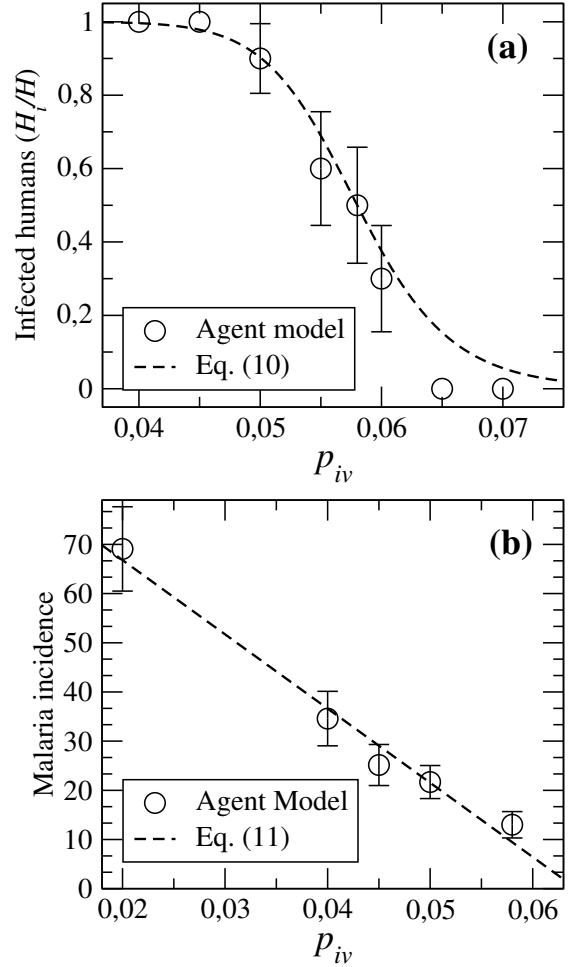 (a)
Infected humans (H_i/H)
1
0,8
0,6
0,4
0,2
0
Agent model
Eq. (10)
0,04 0,05 0,06 0,07
p_iv
(b)
Malaria incidence
70
60
50
40
30
20
10
0
Agent Model
Eq. (11)
0,02 0,03 0,04 0,05 0,06
p_iv